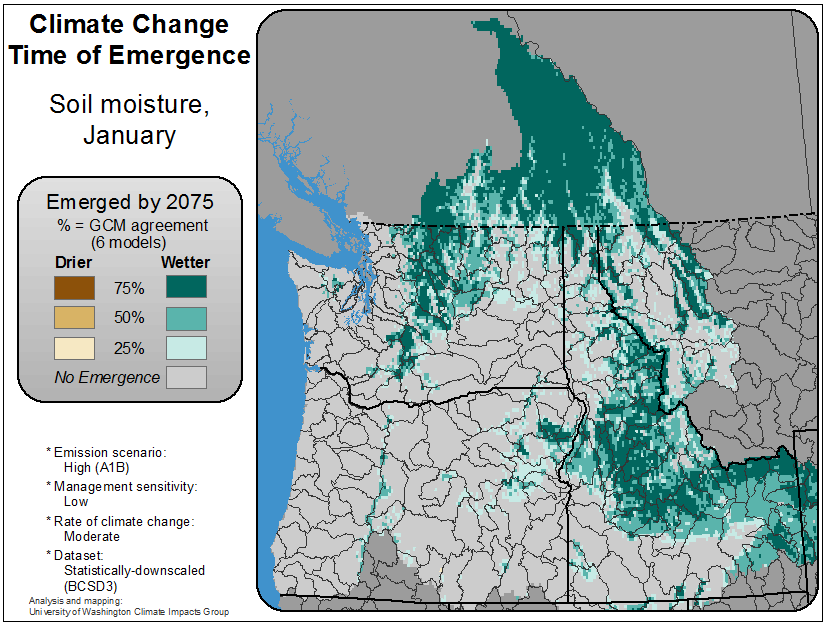 Climate Change
Time of Emergence
Soil moisture,
January
Emerged by 2075
% = GCM agreement
(6 models)
Drier Wetter
75%
50%
25%
No Emergence
* Emission scenario:
High (A1B)
* Management sensitivity:
Low
* Rate of climate change:
Moderate
* Dataset:
Statistically-downscaled
(BCSD3)
Analysis and mapping:
University of Washington Climate Impacts Group